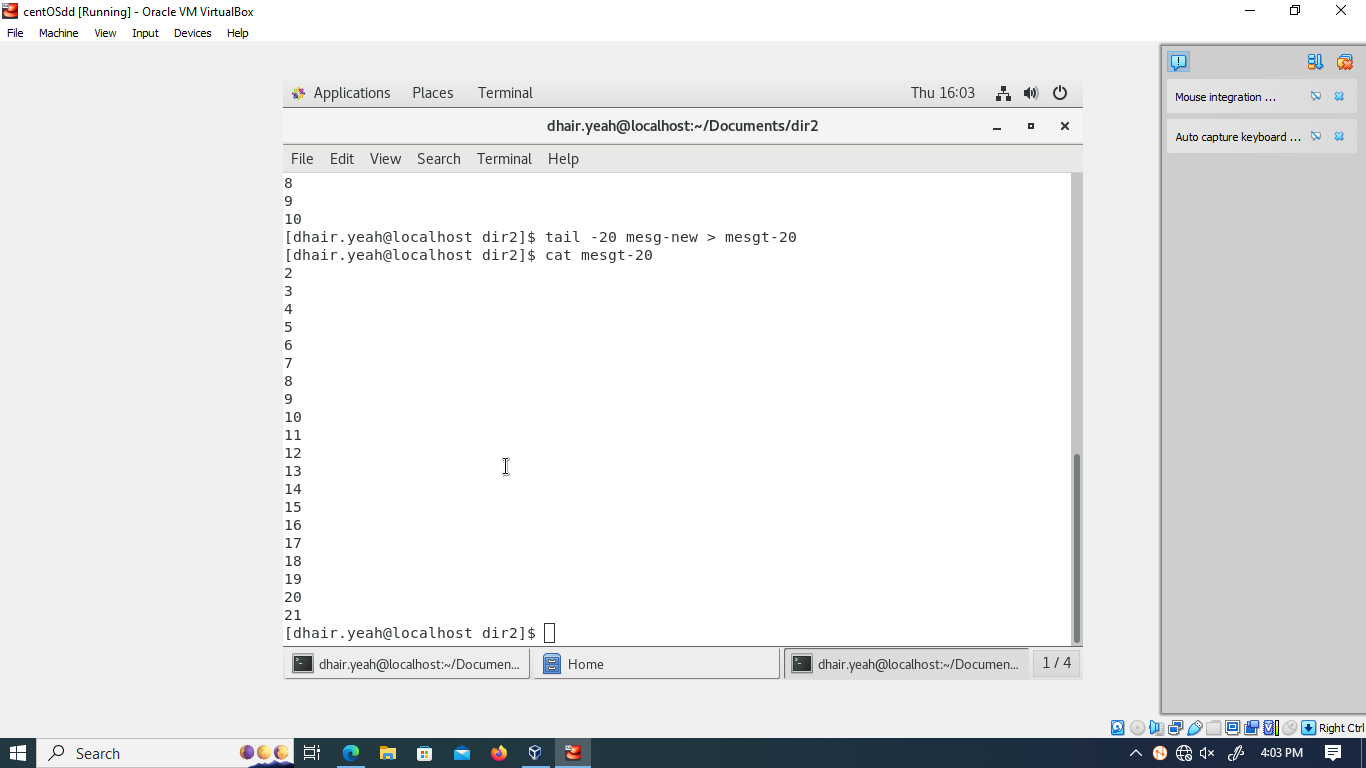 centOSdd [Running] - Oracle VM VirtualBox
File Machine View Input Devices Help
Applications Places Terminal Thu 16:03
dhair.yeah@localhost:~/Documents/dir2
File Edit View Search Terminal Help
8
9
10
[dhair.yeah@localhost dir2]$ tail -20 mesg-new > mesgt-20
[dhair.yeah@localhost dir2]$ cat mesgt-20
2
3
4
5
6
7
8
9
10
11
12
13
14
15
16
17
18
19
20
21
[dhair.yeah@localhost dir2]$
dhair.yeah@localhost:~/Documen... Home dhair.yeah@localhost:~/Documen... 1 / 4
Mouse integration ...
Auto capture keyboard ...
Right Ctrl
Search 4:03 PM